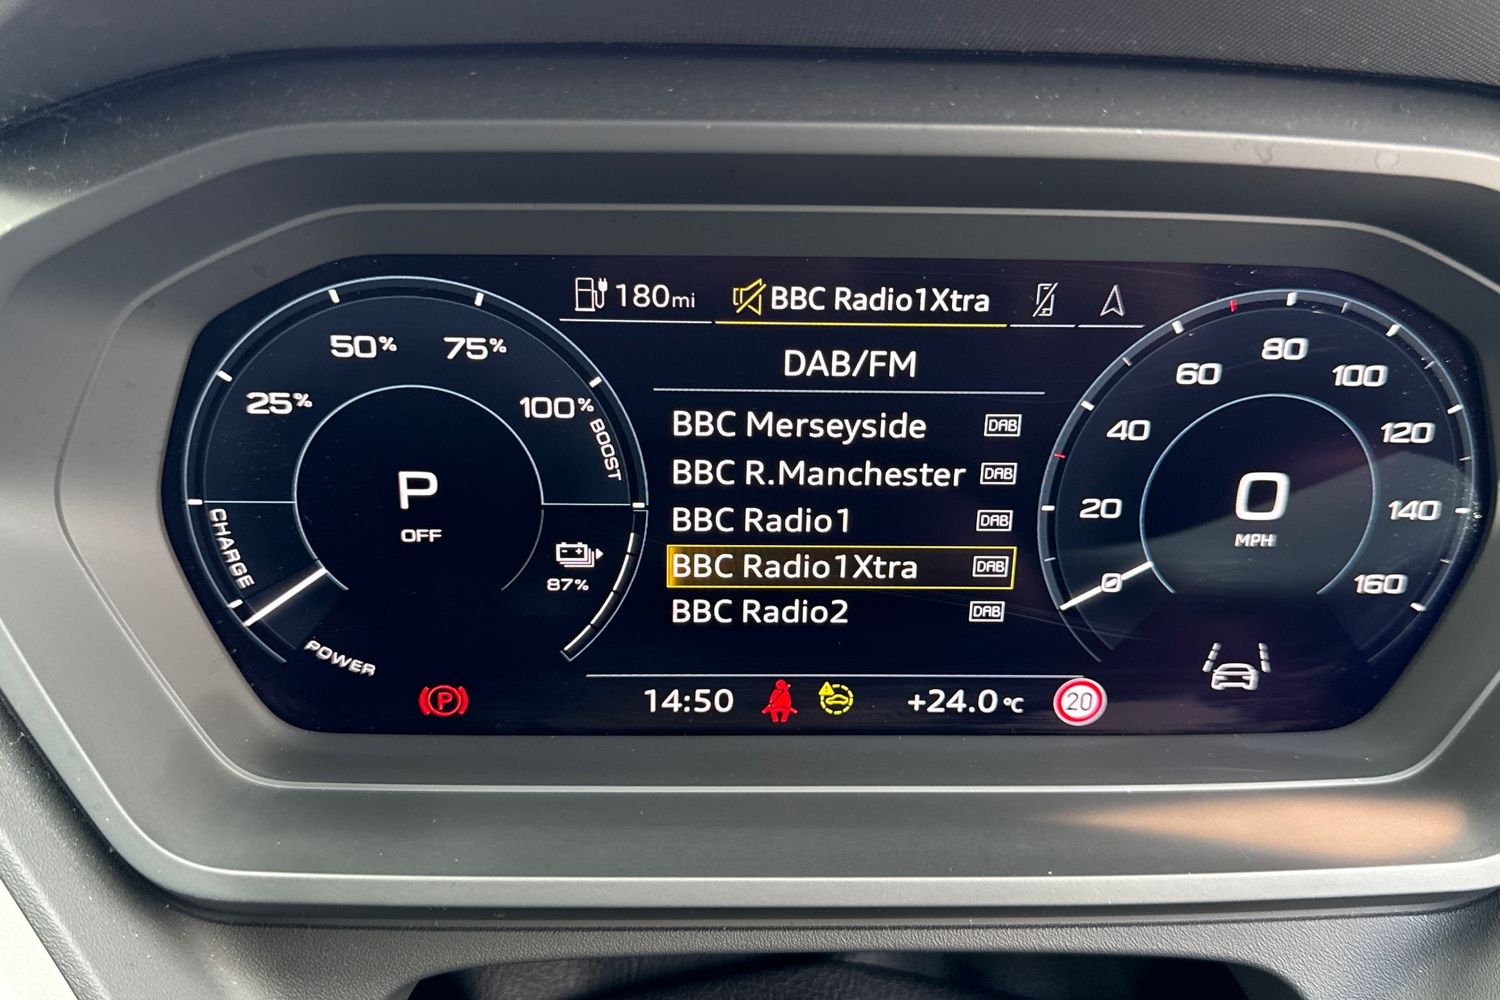 180mi
BBC Radio1Xtra
DAB/FM
BBC Merseyside DAB
BBC R.Manchester DAB
BBC Radio1 DAB
BBC Radio1Xtra DAB
BBC Radio2 DAB
14:50
+24.0°C
20
25%
50%
75%
100%
BOOST
CHARGE
POWER
P
OFF
87%
P
0
20
40
60
80
100
120
140
160
0
MPH